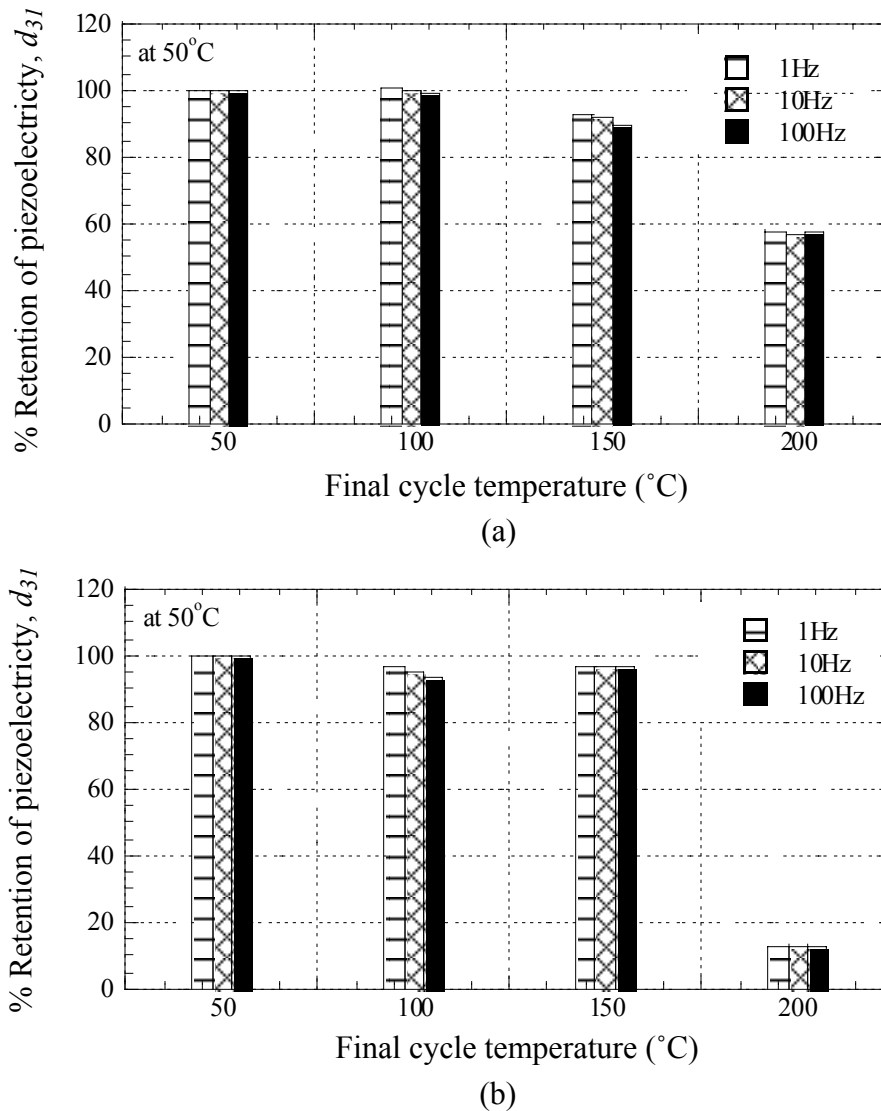 120
at 50°C
1Hz
10Hz
100Hz
100
80
60
40
20
0
% Retention of piezoelectricty, d31
50 100 150 200
Final cycle temperature (˚C)
(a)
120
at 50°C
1Hz
10Hz
100Hz
100
80
60
40
20
0
% Retention of piezoelectricty, d31
50 100 150 200
Final cycle temperature (˚C)
(b)